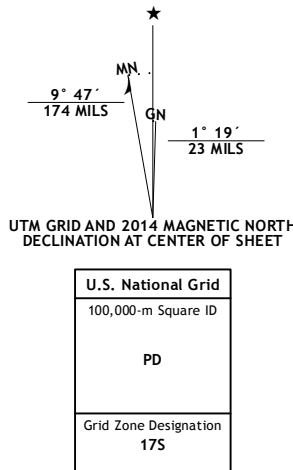 ★
MN
9° 47´
174 MILS
GN
1° 19´
23 MILS
UTM GRID AND 2014 MAGNETIC NORTH
DECLINATION AT CENTER OF SHEET
U.S. National Grid
100,000-m Square ID
PD
Grid Zone Designation
17S